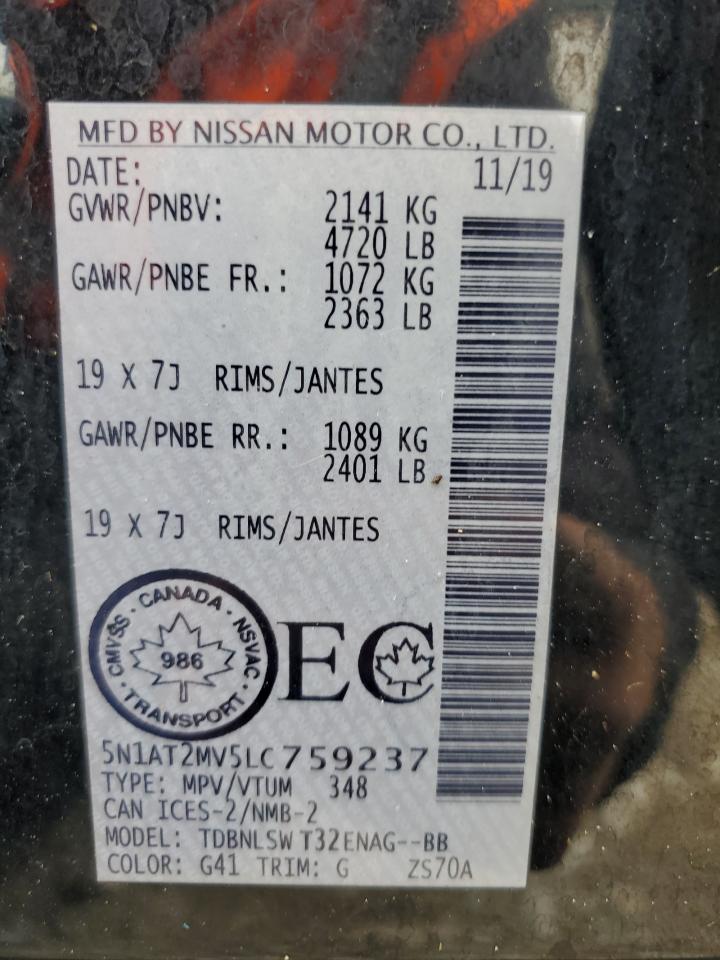 MFD BY NISSAN MOTOR CO., LTD.
DATE: 11/19
GVWR/PNBV: 2141 KG
4720 LB
GAWR/PNBE FR.: 1072 KG
2363 LB
19 X 7J RIMS/JANTES
GAWR/PNBE RR.: 1089 KG
2401 LB
19 X 7J RIMS/JANTES
CMVSS · CANADA · NSVAC · TRANSPORT ·
986
EC
5N1AT2MV5LC759237
TYPE: MPV/VTUM 348
CAN ICES-2/NMB-2
MODEL: TDBNLSW T32ENAG--BB
COLOR: G41 TRIM: G ZS70A